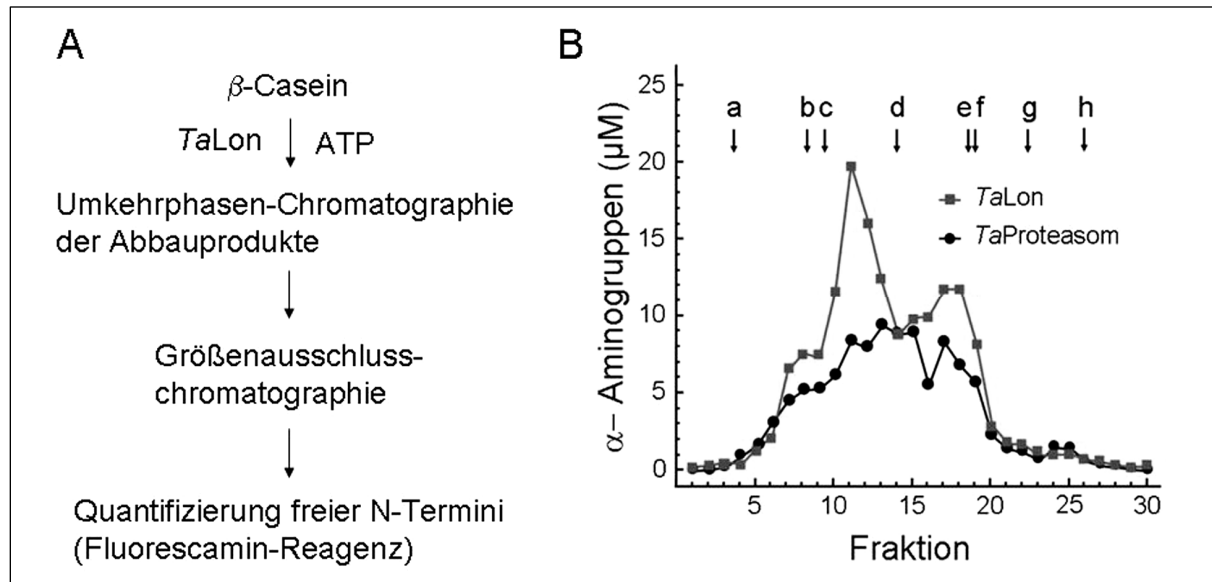 A
β-Casein
TaLon
ATP
Umkehrphasen-Chromatographie
der Abbauprodukte
Größenausschluss-
chromatographie
Quantifizierung freier N-Termini
(Fluorescamin-Reagenz)
B
25
20
15
10
5
0
α– Aminogruppen (µM)
a b c d e f g h
TaLon
TaProteasom
5 10 15 20 25 30
Fraktion